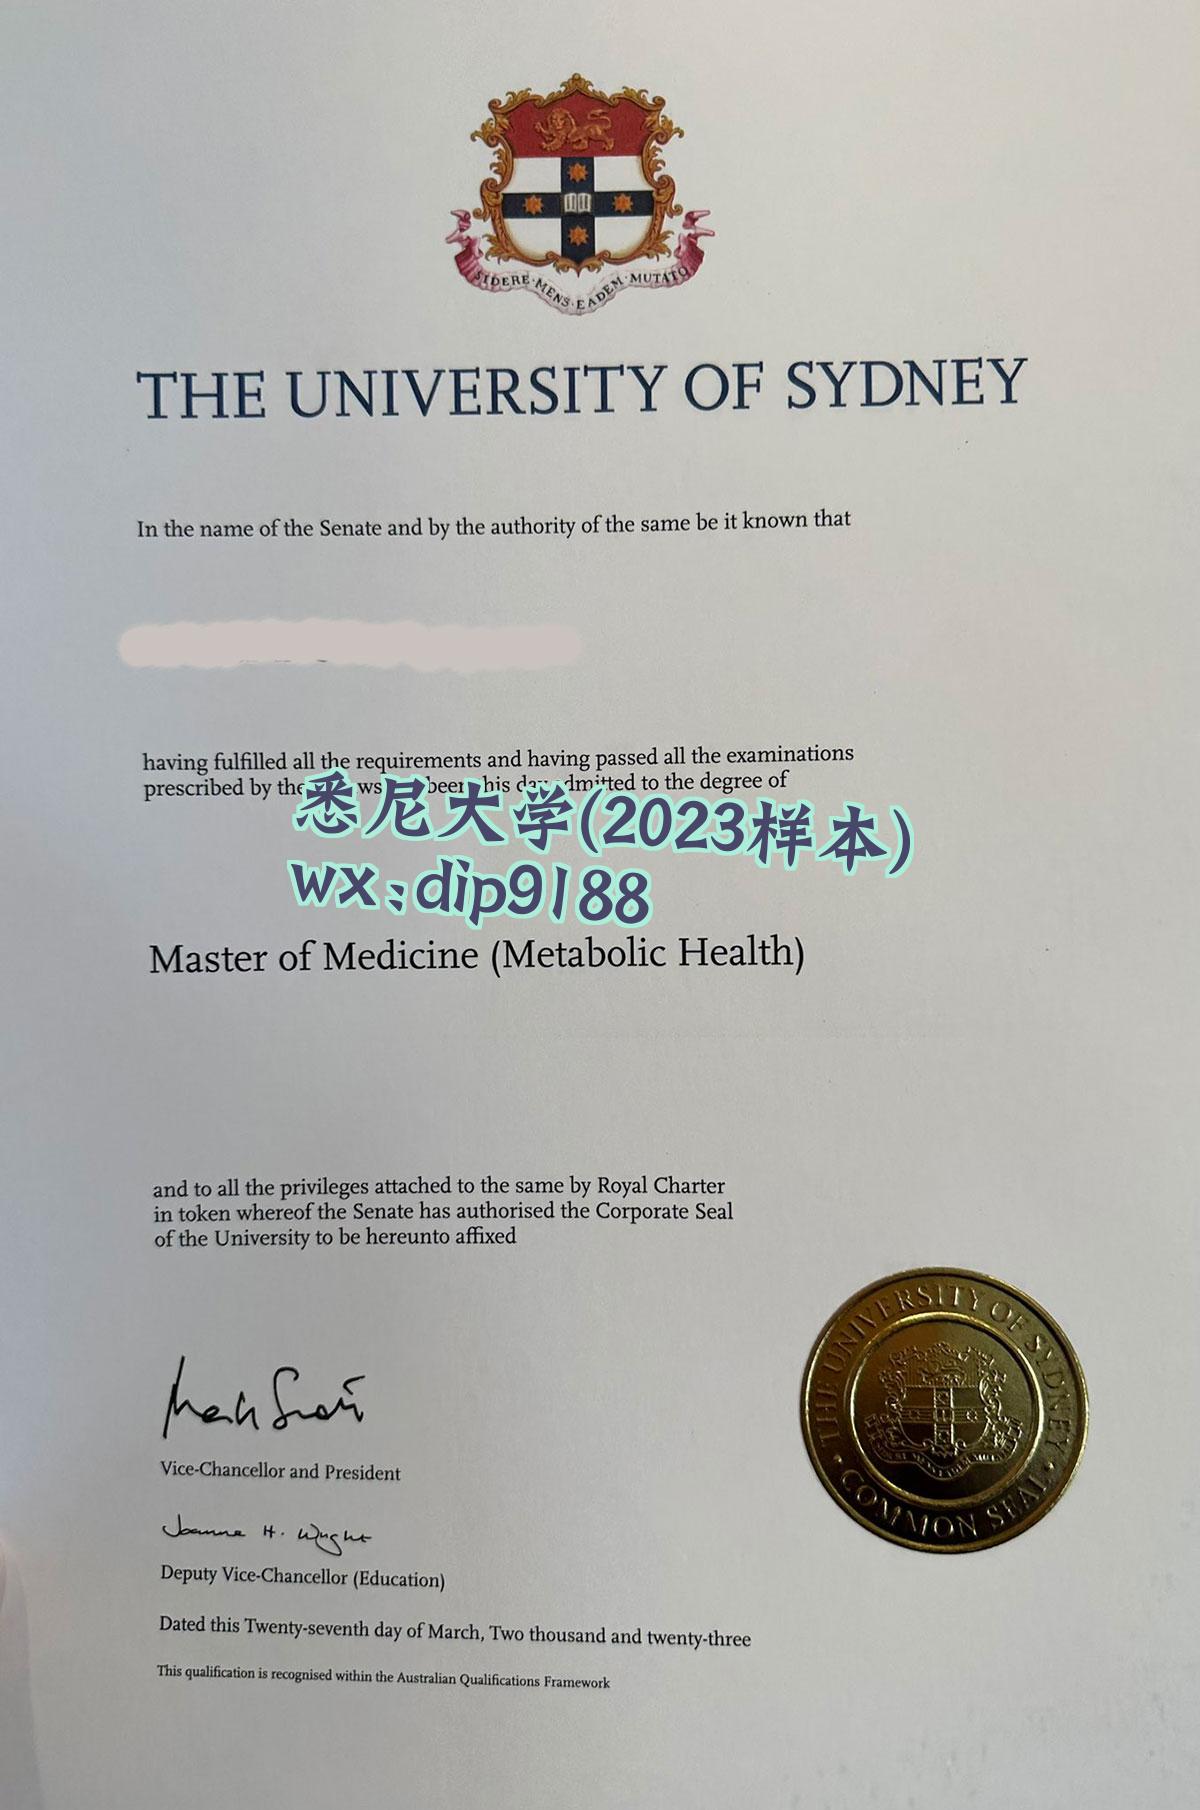 SIDERE·MENS·EADEM·MUTATO
THE UNIVERSITY OF SYDNEY
In the name of the Senate and by the authority of the same be it known that
having fulfilled all the requirements and having passed all the examinations
prescribed by the been this day admitted to the degree of
悉尼大学(2023样本)
wx:dip9188
Master of Medicine (Metabolic Health)
and to all the privileges attached to the same by Royal Charter
in token whereof the Senate has authorised the Corporate Seal
of the University to be hereunto affixed
Vice-Chancellor and President
Joanne H. Wright
Deputy Vice-Chancellor (Education)
Dated this Twenty-seventh day of March, Two thousand and twenty-three
This qualification is recognised within the Australian Qualifications Framework
THE UNIVERSITY OF SYDNEY
·COMMON SEAL·